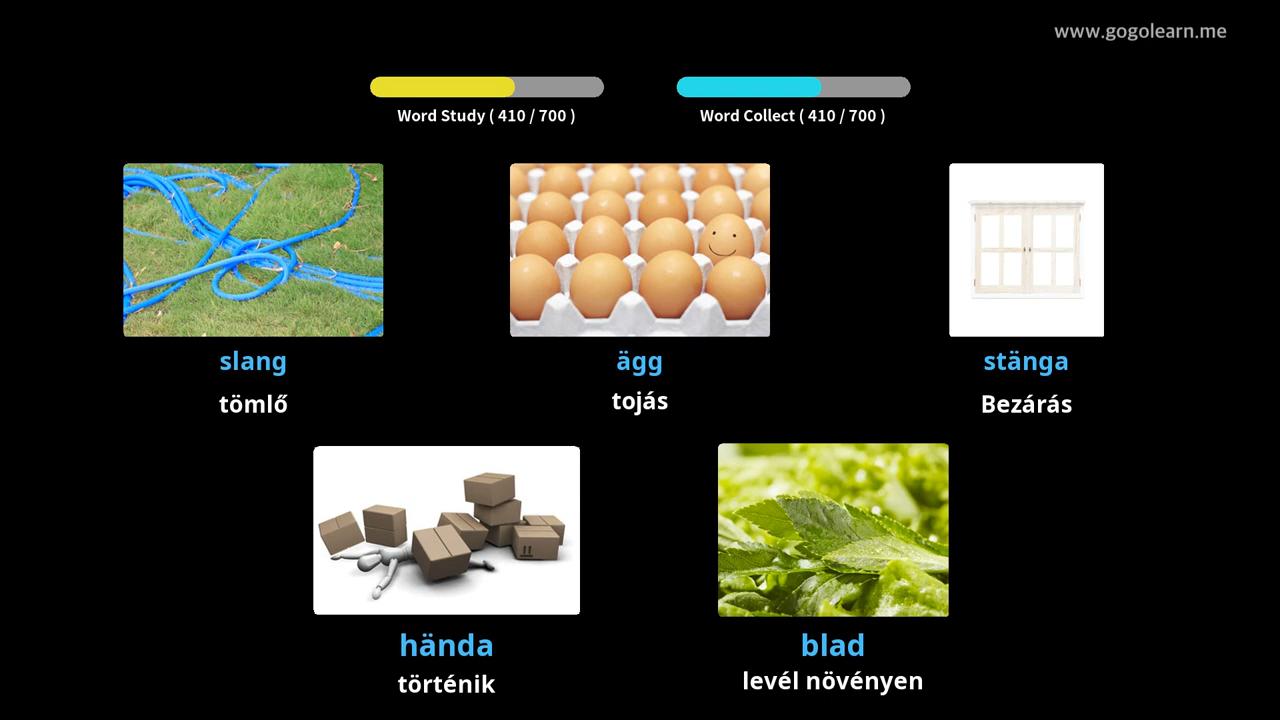 www.gogolearn.me
Word Study ( 410 / 700 )
Word Collect ( 410 / 700 )
slang
ägg
stänga
tömlő
tojás
Bezárás
hända
blad
történik
levél növényen